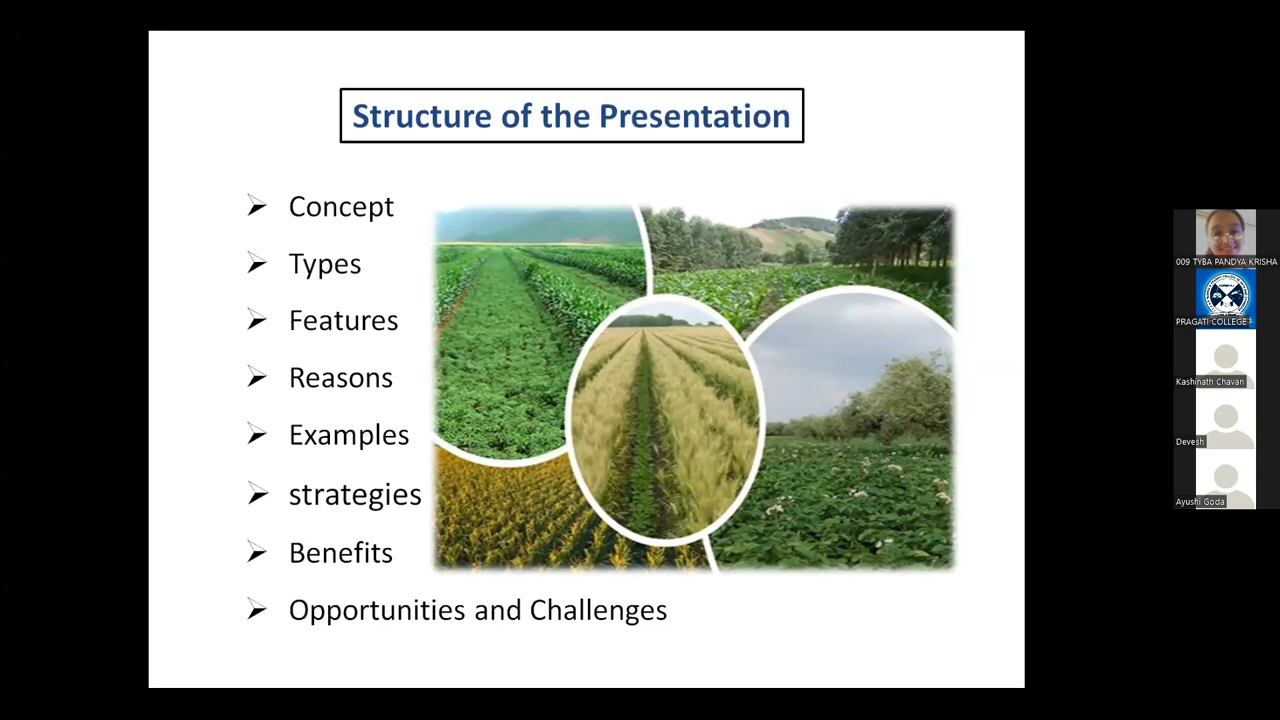 Structure of the Presentation
Concept
Types
Features
Reasons
Examples
strategies
Benefits
Opportunities and Challenges
009 TYBA PANDYA KRISHA
PRAGATI COLLEGE
Kashinath Chavan
Devesh
Ayushi Goda